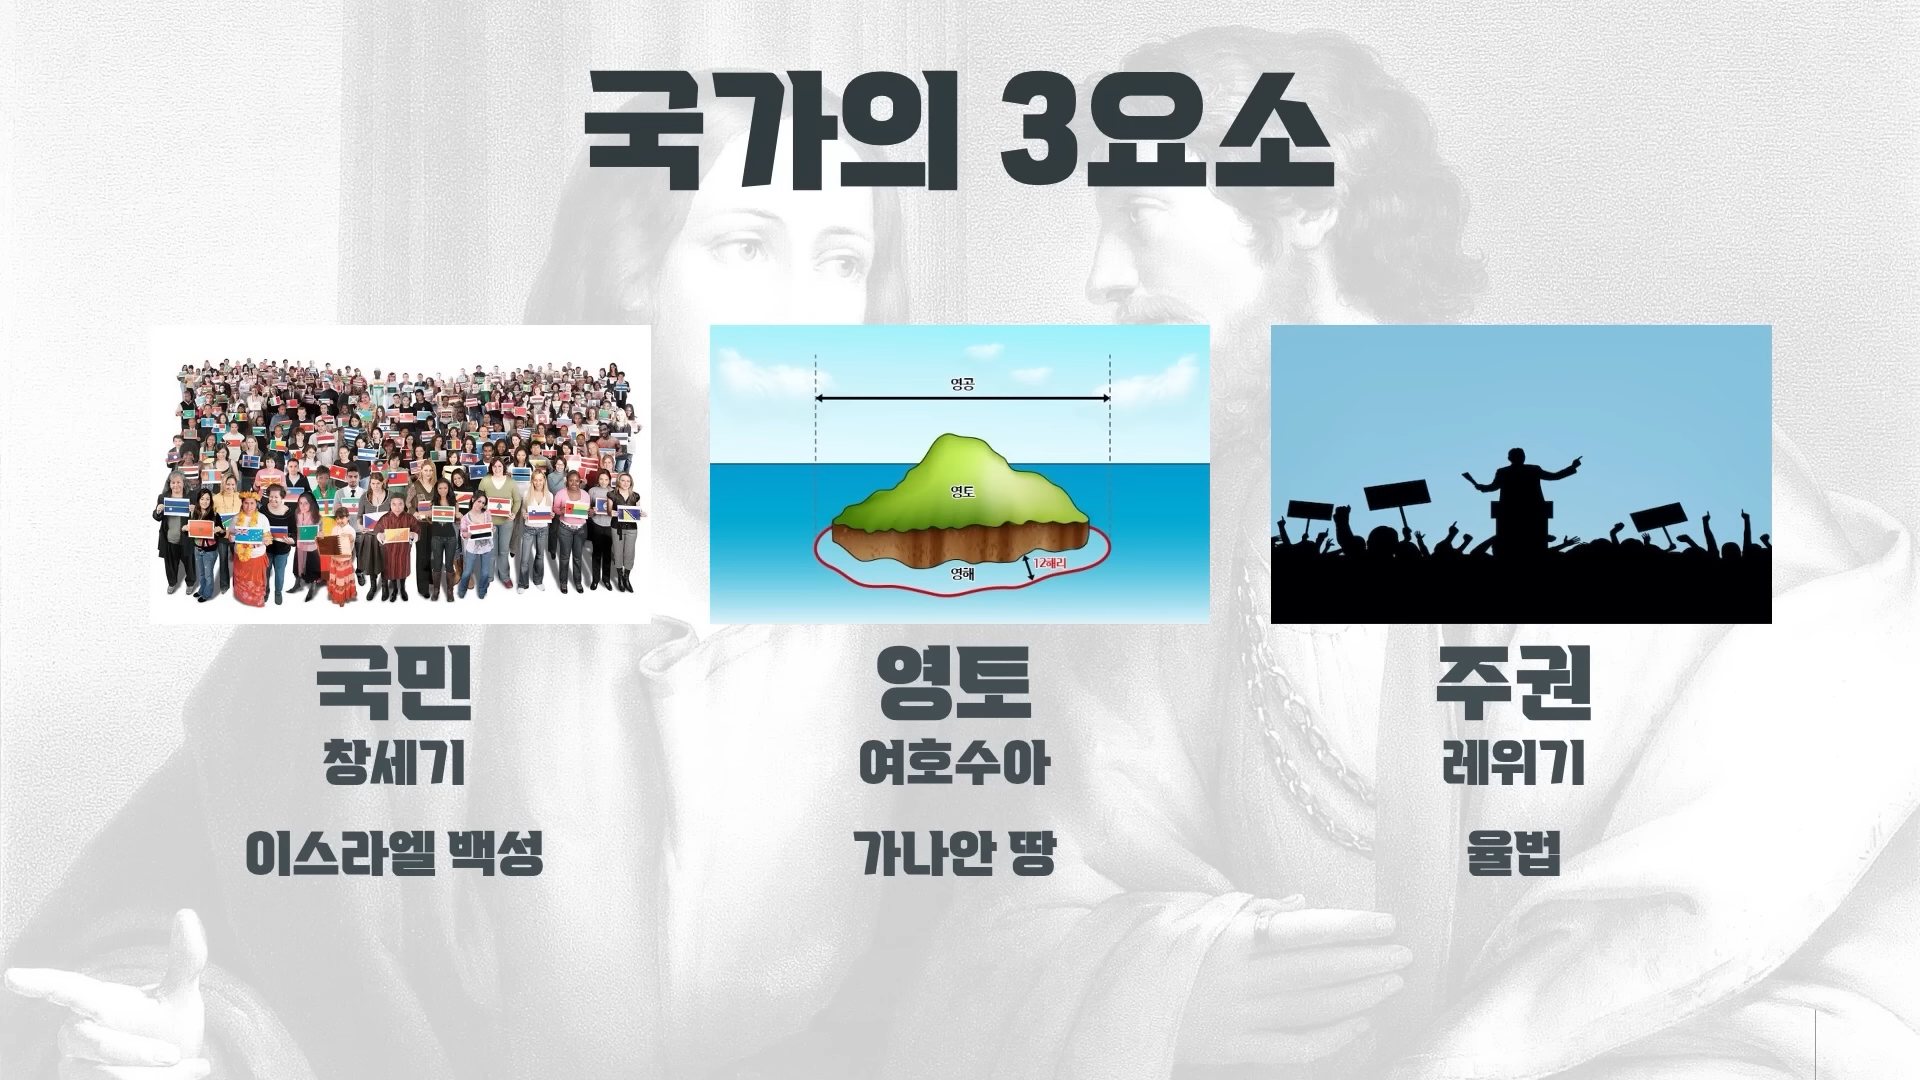 국가의 3요소
영공
영토
영해
12해리
국민
창세기
이스라엘 백성
영토
여호수아
가나안 땅
주권
레위기
율법